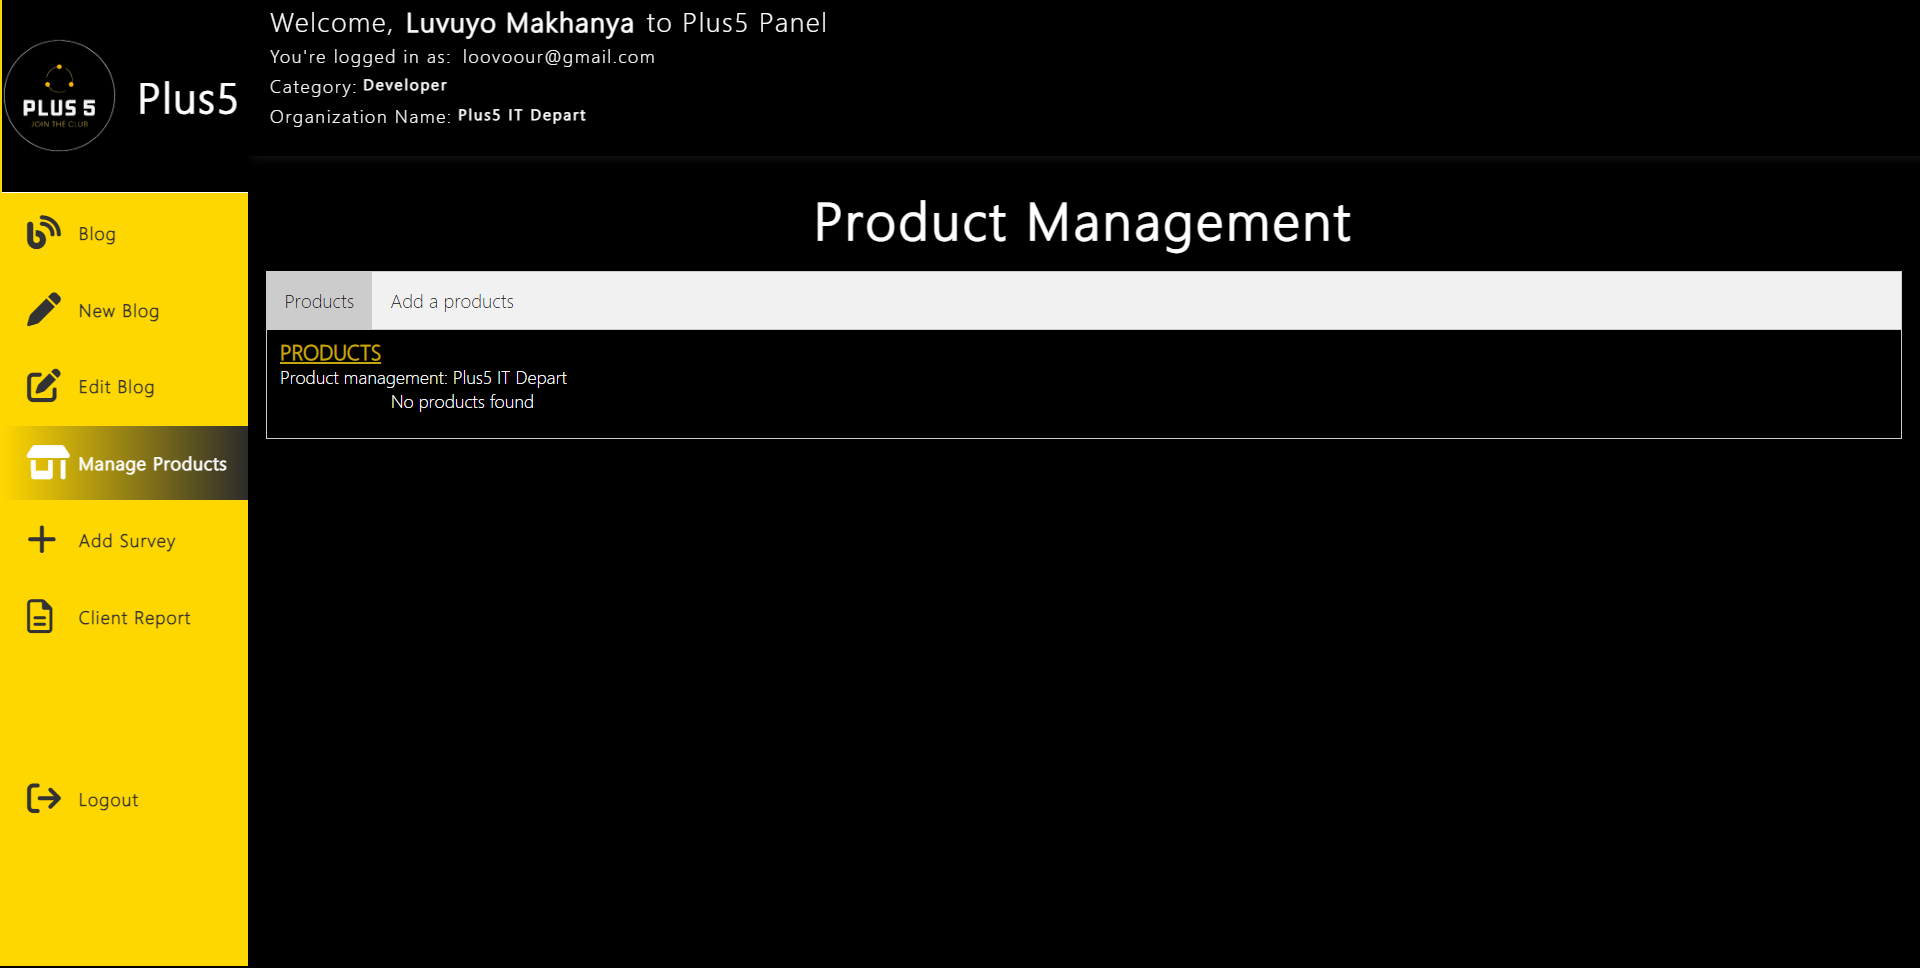 PLUS 5
JOIN THE CLUB
Plus5
Welcome, Luvuyo Makhanya to Plus5 Panel
You're logged in as: loovoour@gmail.com
Category: Developer
Organization Name: Plus5 IT Depart
Blog
New Blog
Edit Blog
Manage Products
Add Survey
Client Report
Logout
Product Management
Products Add a products
PRODUCTS
Product management: Plus5 IT Depart
No products found